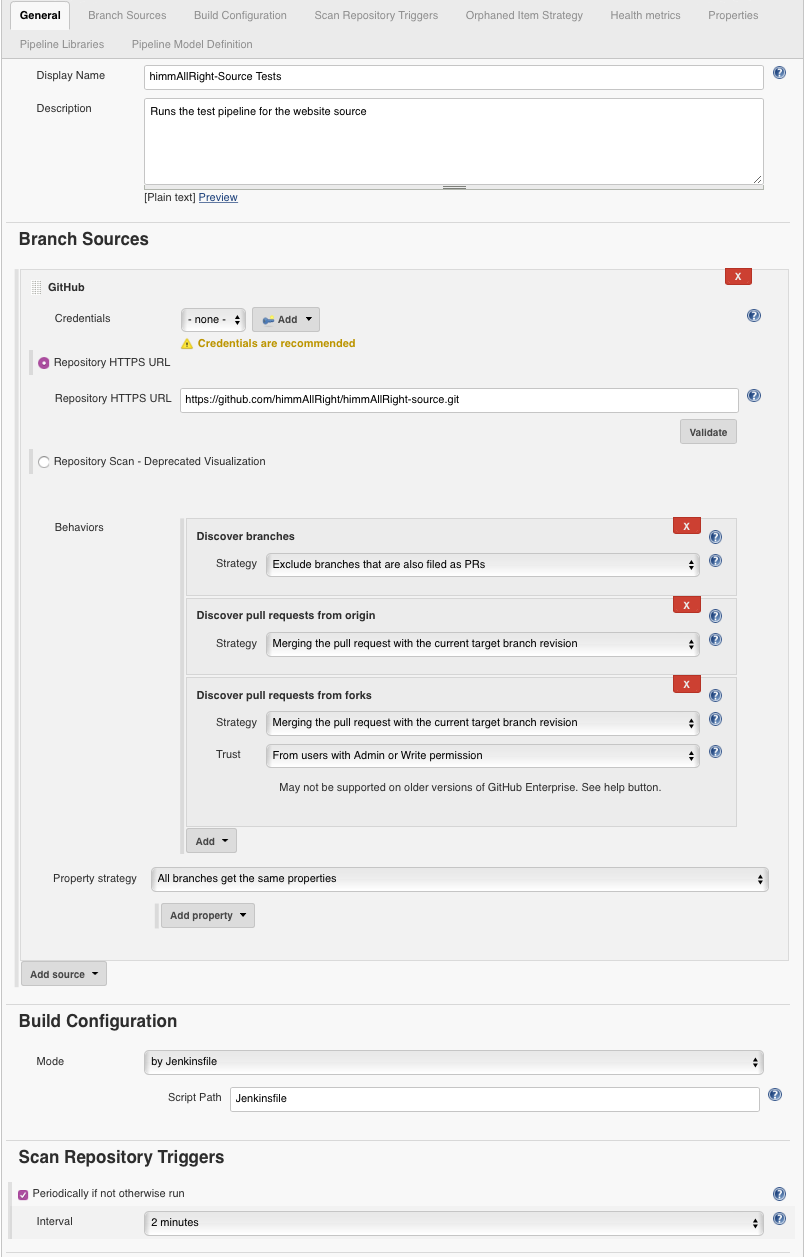 General Branch Sources Build Configuration Scan Repository Triggers Orphaned Item Strategy Health metrics Properties
Pipeline Libraries Pipeline Model Definition
Display Name himmAllRight-Source Tests ?
Description Runs the test pipeline for the website source
[Plain text] Preview
Branch Sources
X
GitHub
Credentials - none - Add ?
Credentials are recommended
Repository HTTPS URL
Repository HTTPS URL https://github.com/himmAllRight/himmAllRight-source.git ?
Validate
Repository Scan - Deprecated Visualization
Behaviors
X
Discover branches ?
Strategy Exclude branches that are also filed as PRs ?
X
Discover pull requests from origin ?
Strategy Merging the pull request with the current target branch revision ?
X
Discover pull requests from forks ?
Strategy Merging the pull request with the current target branch revision ?
Trust From users with Admin or Write permission ?
May not be supported on older versions of GitHub Enterprise. See help button.
Add
Property strategy All branches get the same properties
Add property
Add source
Build Configuration
Mode by Jenkinsfile
Script Path Jenkinsfile ?
Scan Repository Triggers
Periodically if not otherwise run ?
Interval 2 minutes ?